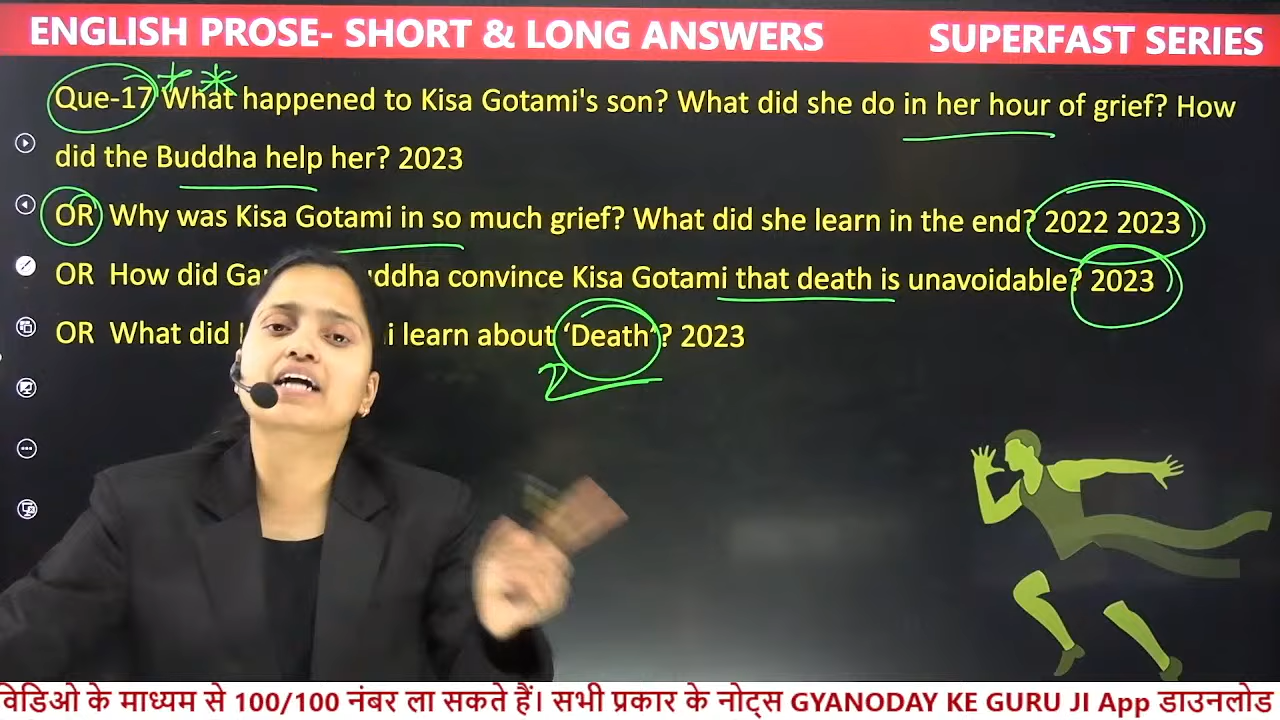 ENGLISH PROSE- SHORT & LONG ANSWERS SUPERFAST SERIES
Que-17 What happened to Kisa Gotami's son? What did she do in her hour of grief? How
did the Buddha help her? 2023
OR Why was Kisa Gotami in so much grief? What did she learn in the end? 2022 2023
OR How did Ga uddha convince Kisa Gotami that death is unavoidable? 2023
OR What did i learn about ‘Death’? 2023
विडिओ के माध्यम से 100/100 नंबर ला सकते हैं। सभी प्रकार के नोट्स GYANODAY KE GURU JI App डाउनलोड